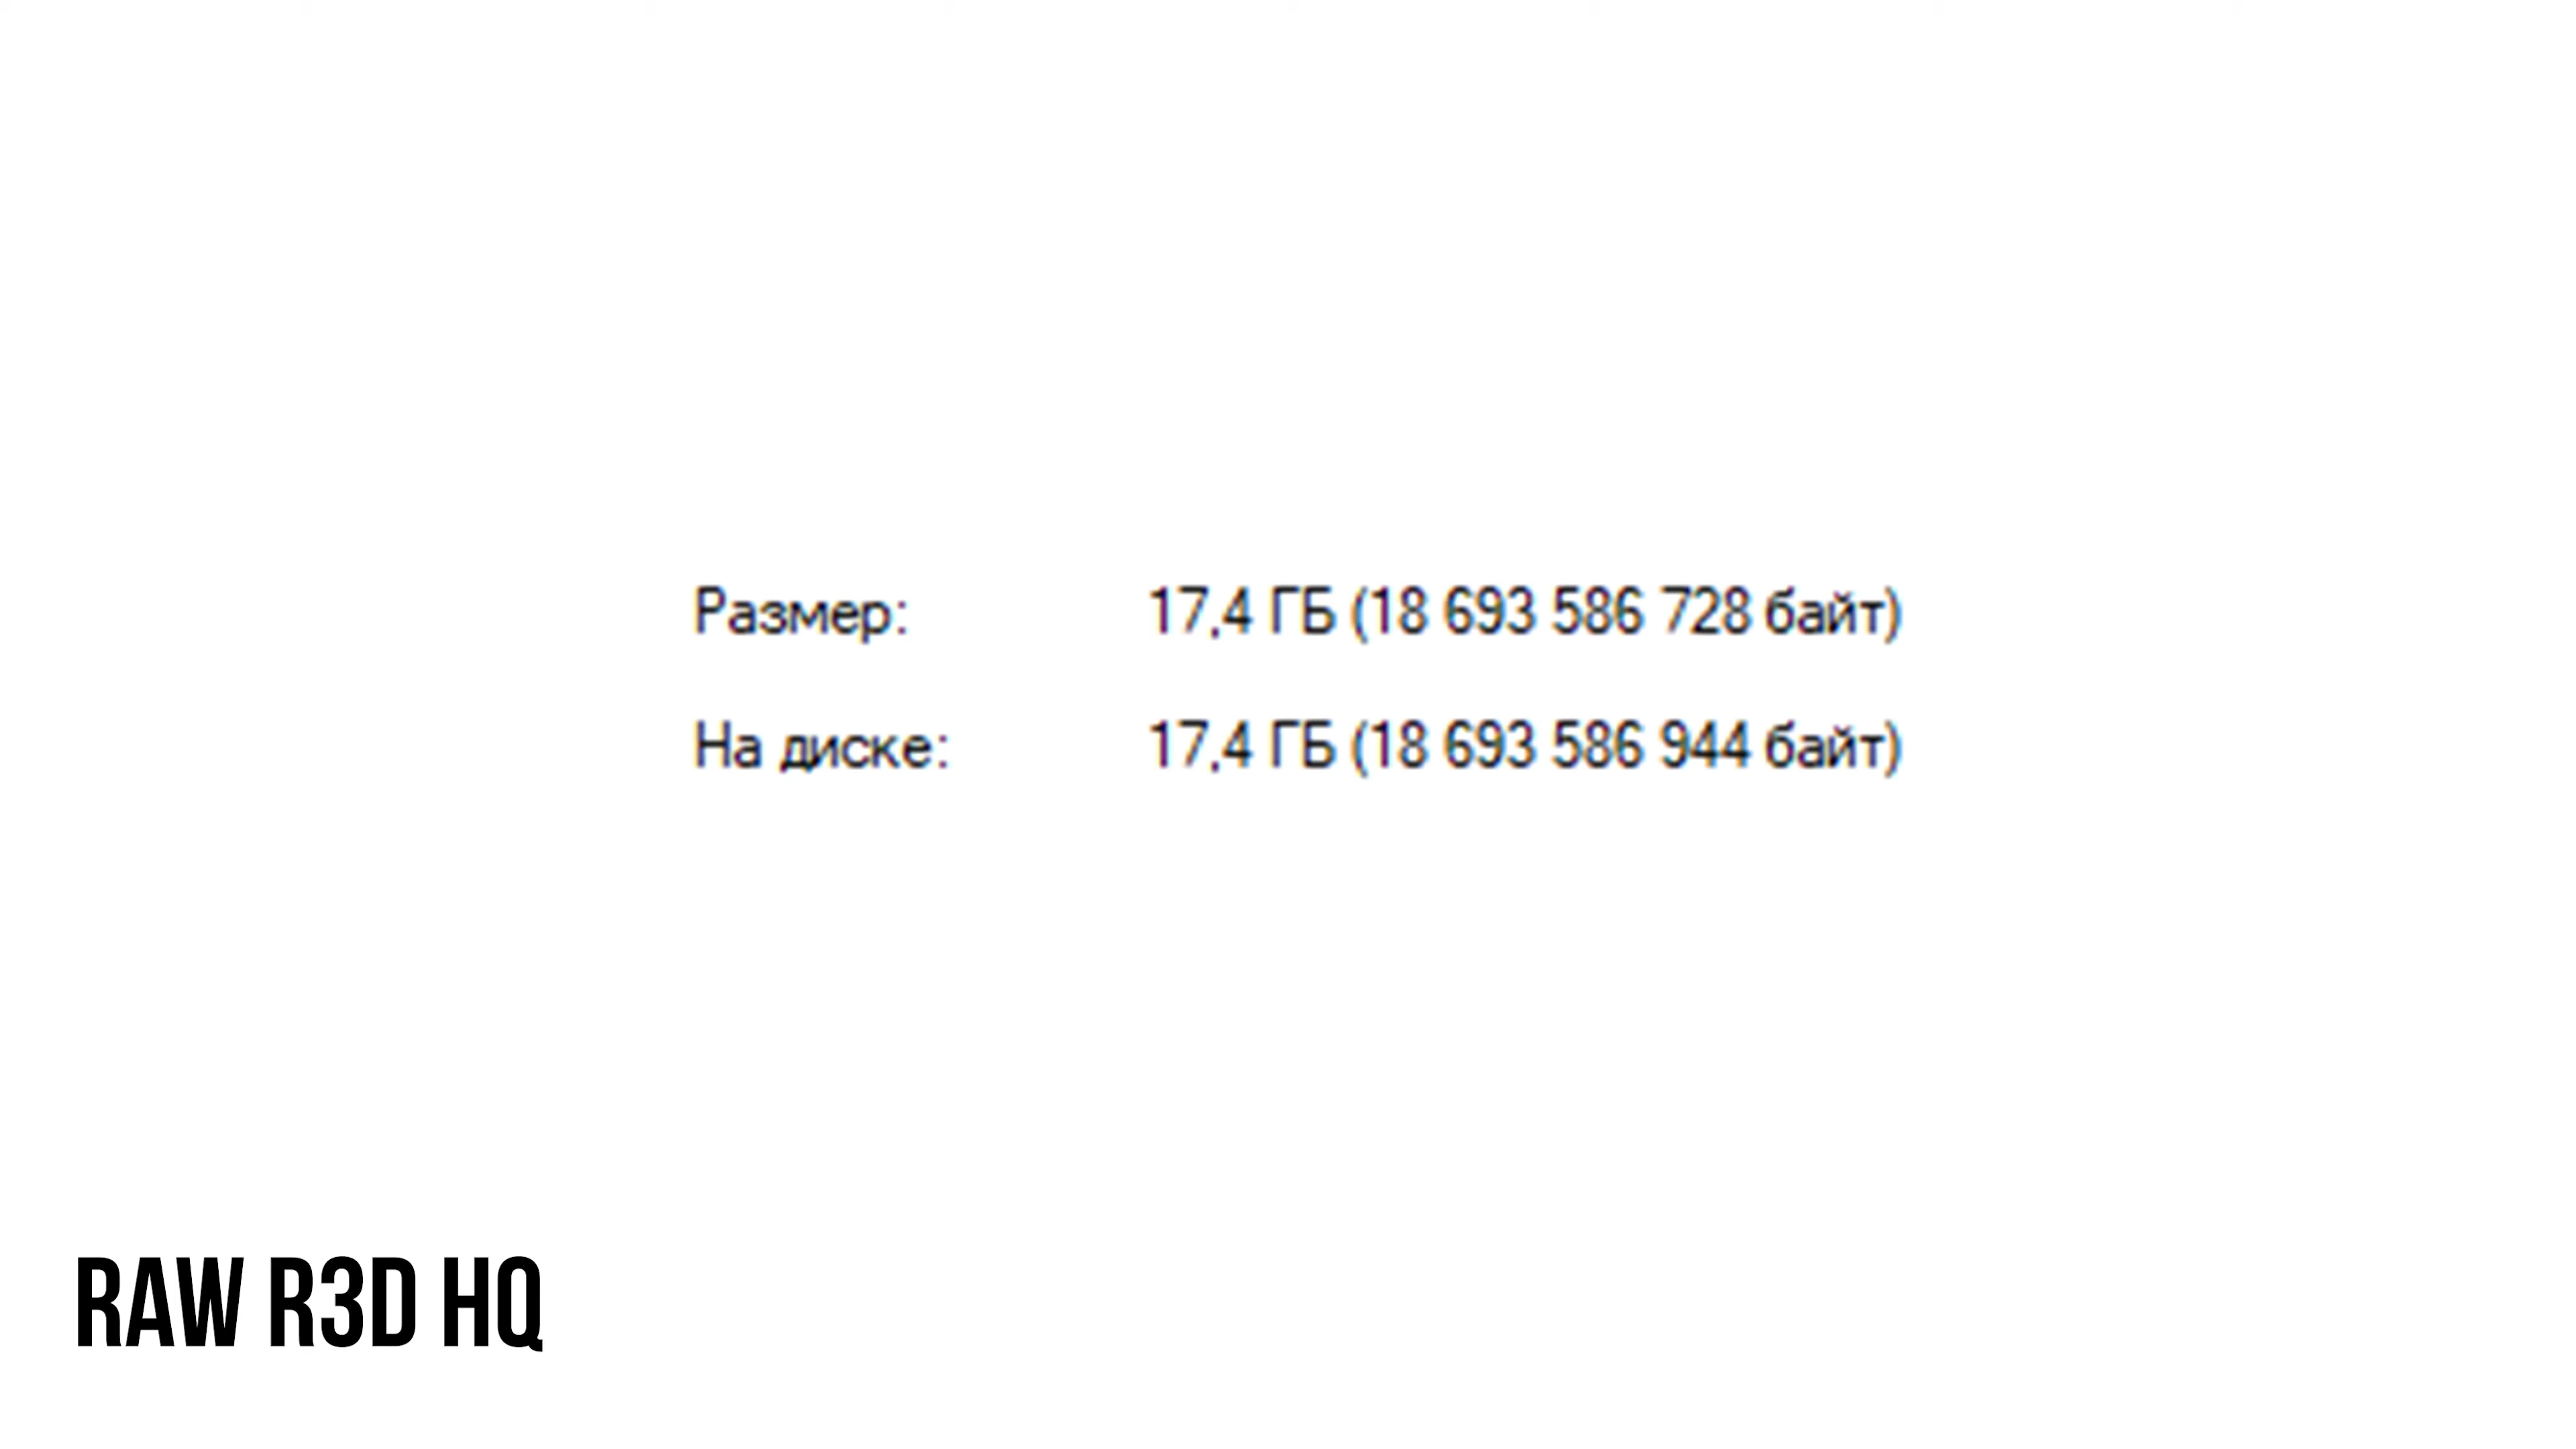 Размер: 17,4 ГБ (18 693 586 728 байт)
На диске: 17,4 ГБ (18 693 586 944 байт)
RAW R3D HQ